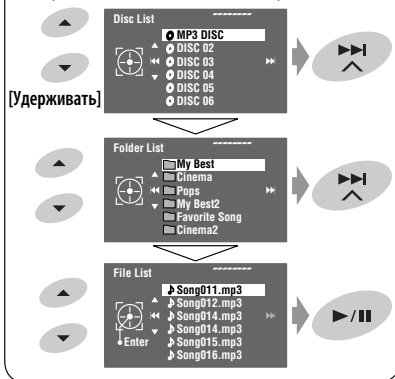 Disc List
MP3 DISC
DISC 02
DISC 03
DISC 04
DISC 05
DISC 06
[Удерживать]
Folder List
My Best
Cinema
Pops
My Best2
Favorite Song
Cinema2
File List
Song011.mp3
Song012.mp3
Song014.mp3
Song014.mp3
Song015.mp3
Song016.mp3
Enter